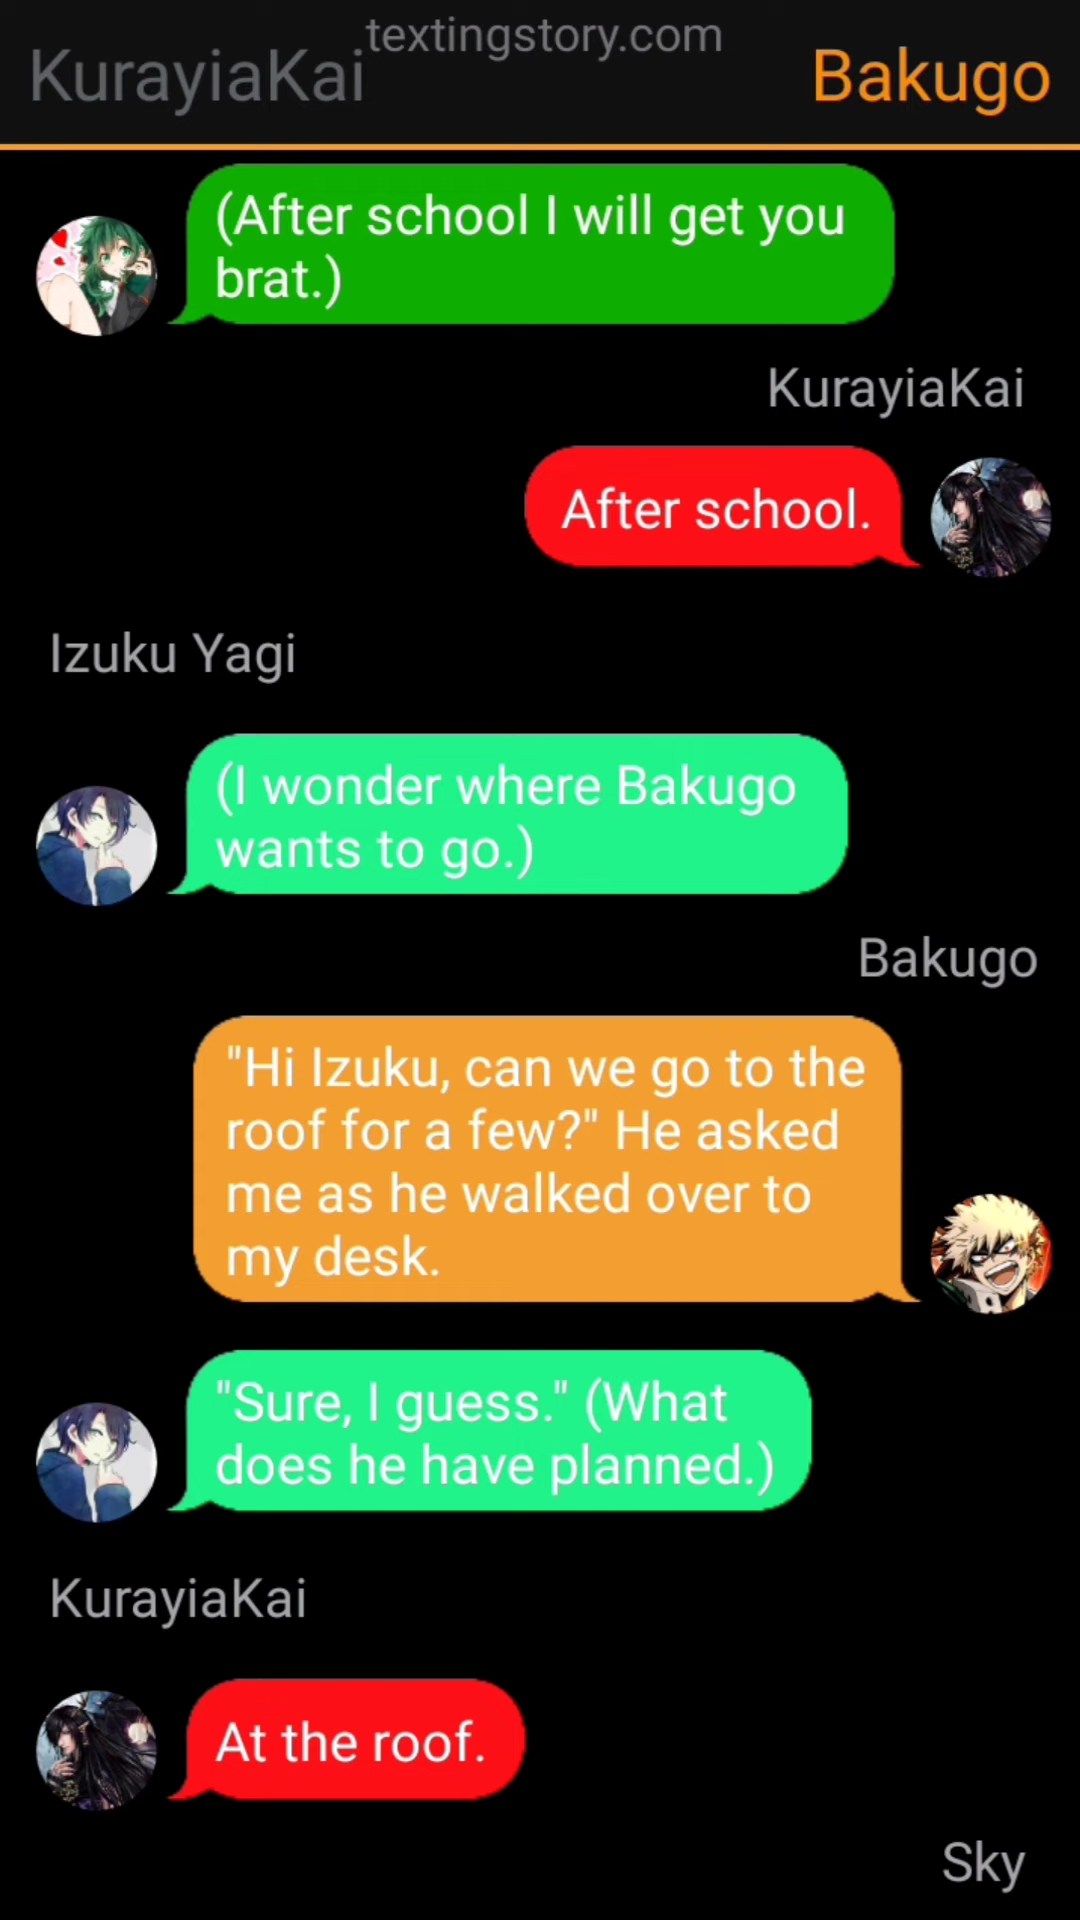 textingstory.com
KurayiaKai
Bakugo
(After school I will get you
brat.)
KurayiaKai
After school.
Izuku Yagi
(I wonder where Bakugo
wants to go.)
Bakugo
"Hi Izuku, can we go to the
roof for a few?" He asked
me as he walked over to
my desk.
"Sure, I guess." (What
does he have planned.)
KurayiaKai
At the roof.
Sky